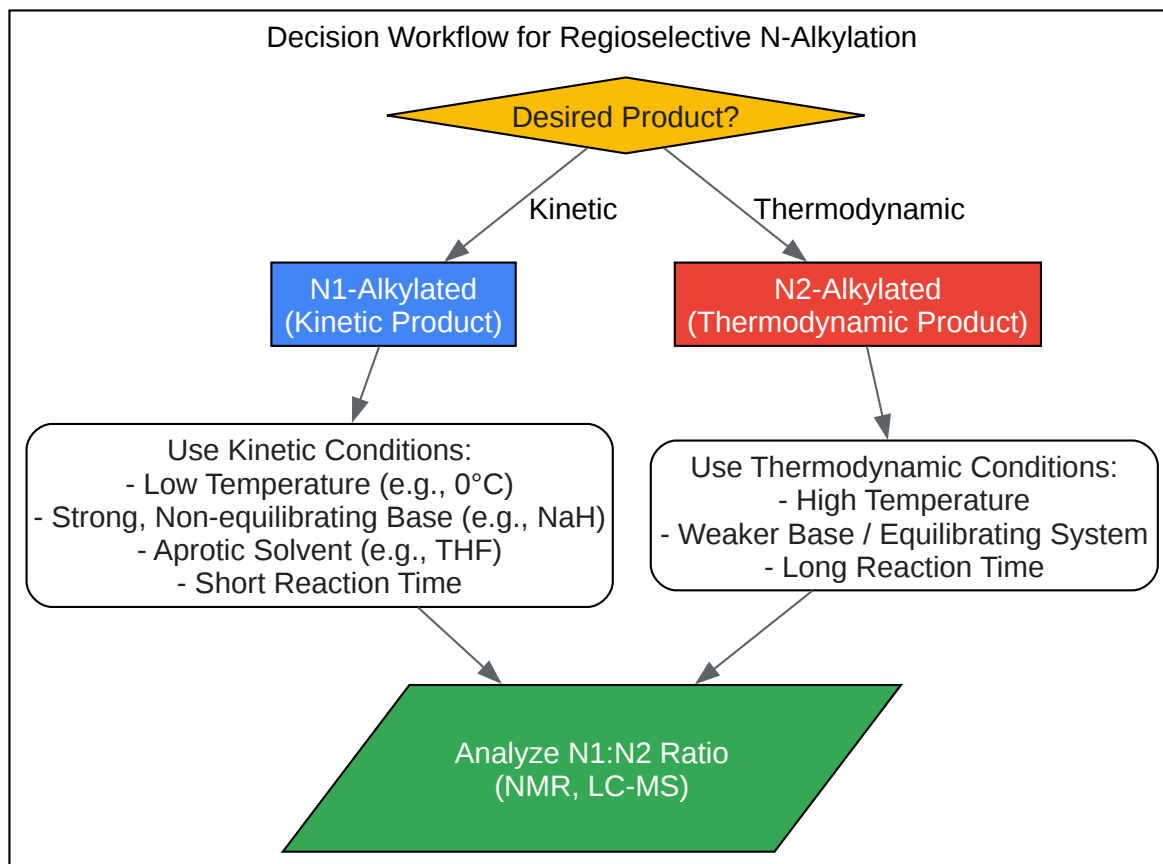 Decision Workflow for Regioselective N-Alkylation
Desired Product?
Kinetic
Thermodynamic
N1-Alkylated
(Kinetic Product)
N2-Alkylated
(Thermodynamic Product)
Use Kinetic Conditions:
- Low Temperature (e.g., 0°C)
- Strong, Non-equilibrating Base (e.g., NaH)
- Aprotic Solvent (e.g., THF)
- Short Reaction Time
Use Thermodynamic Conditions:
- High Temperature
- Weaker Base / Equilibrating System
- Long Reaction Time
Analyze N1:N2 Ratio
(NMR, LC-MS)